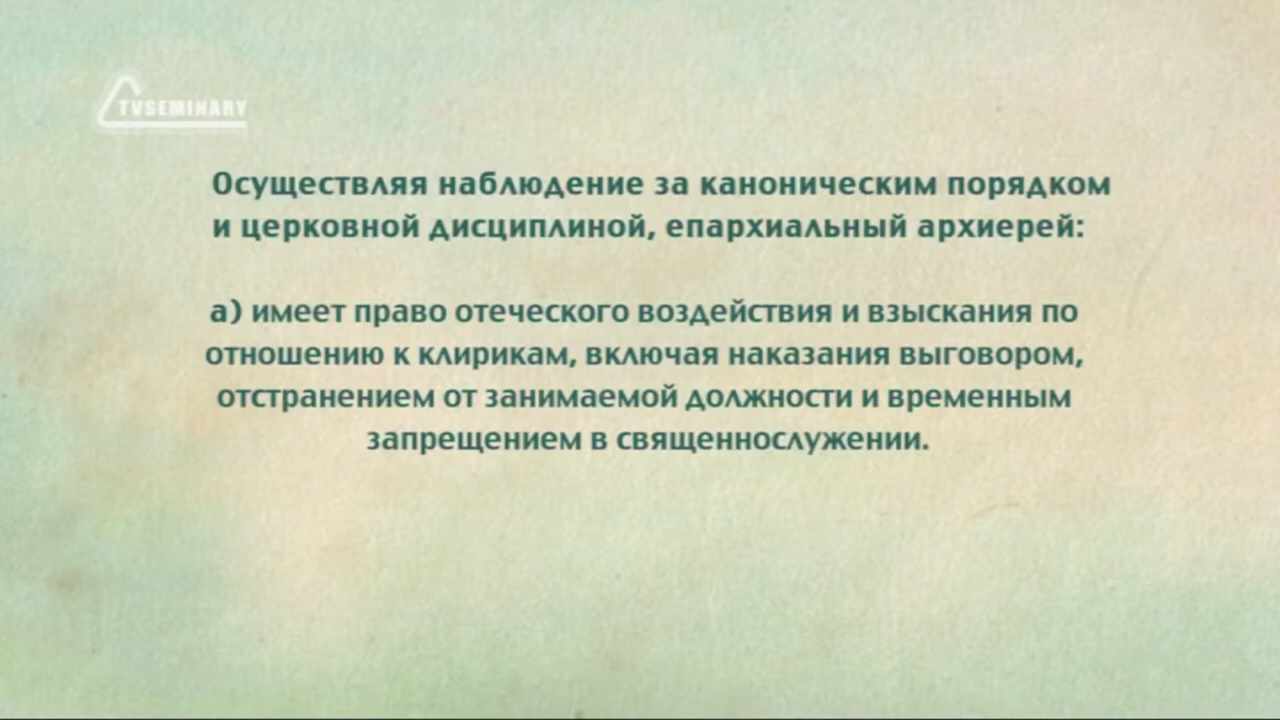 TVSEMINARY
Осуществляя наблюдение за каноническим порядком
и церковной дисциплиной, епархиальный архиерей:
а) имеет право отеческого воздействия и взыскания по
отношению к клирикам, включая наказания выговором,
отстранением от занимаемой должности и временным
запрещением в священнослужении.